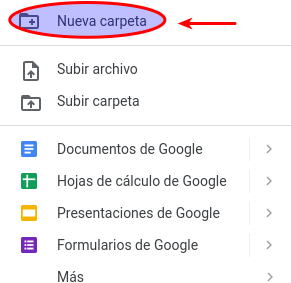 Nueva carpeta
Subir archivo
Subir carpeta
Documentos de Google
Hojas de cálculo de Google
Presentaciones de Google
Formularios de Google
Más